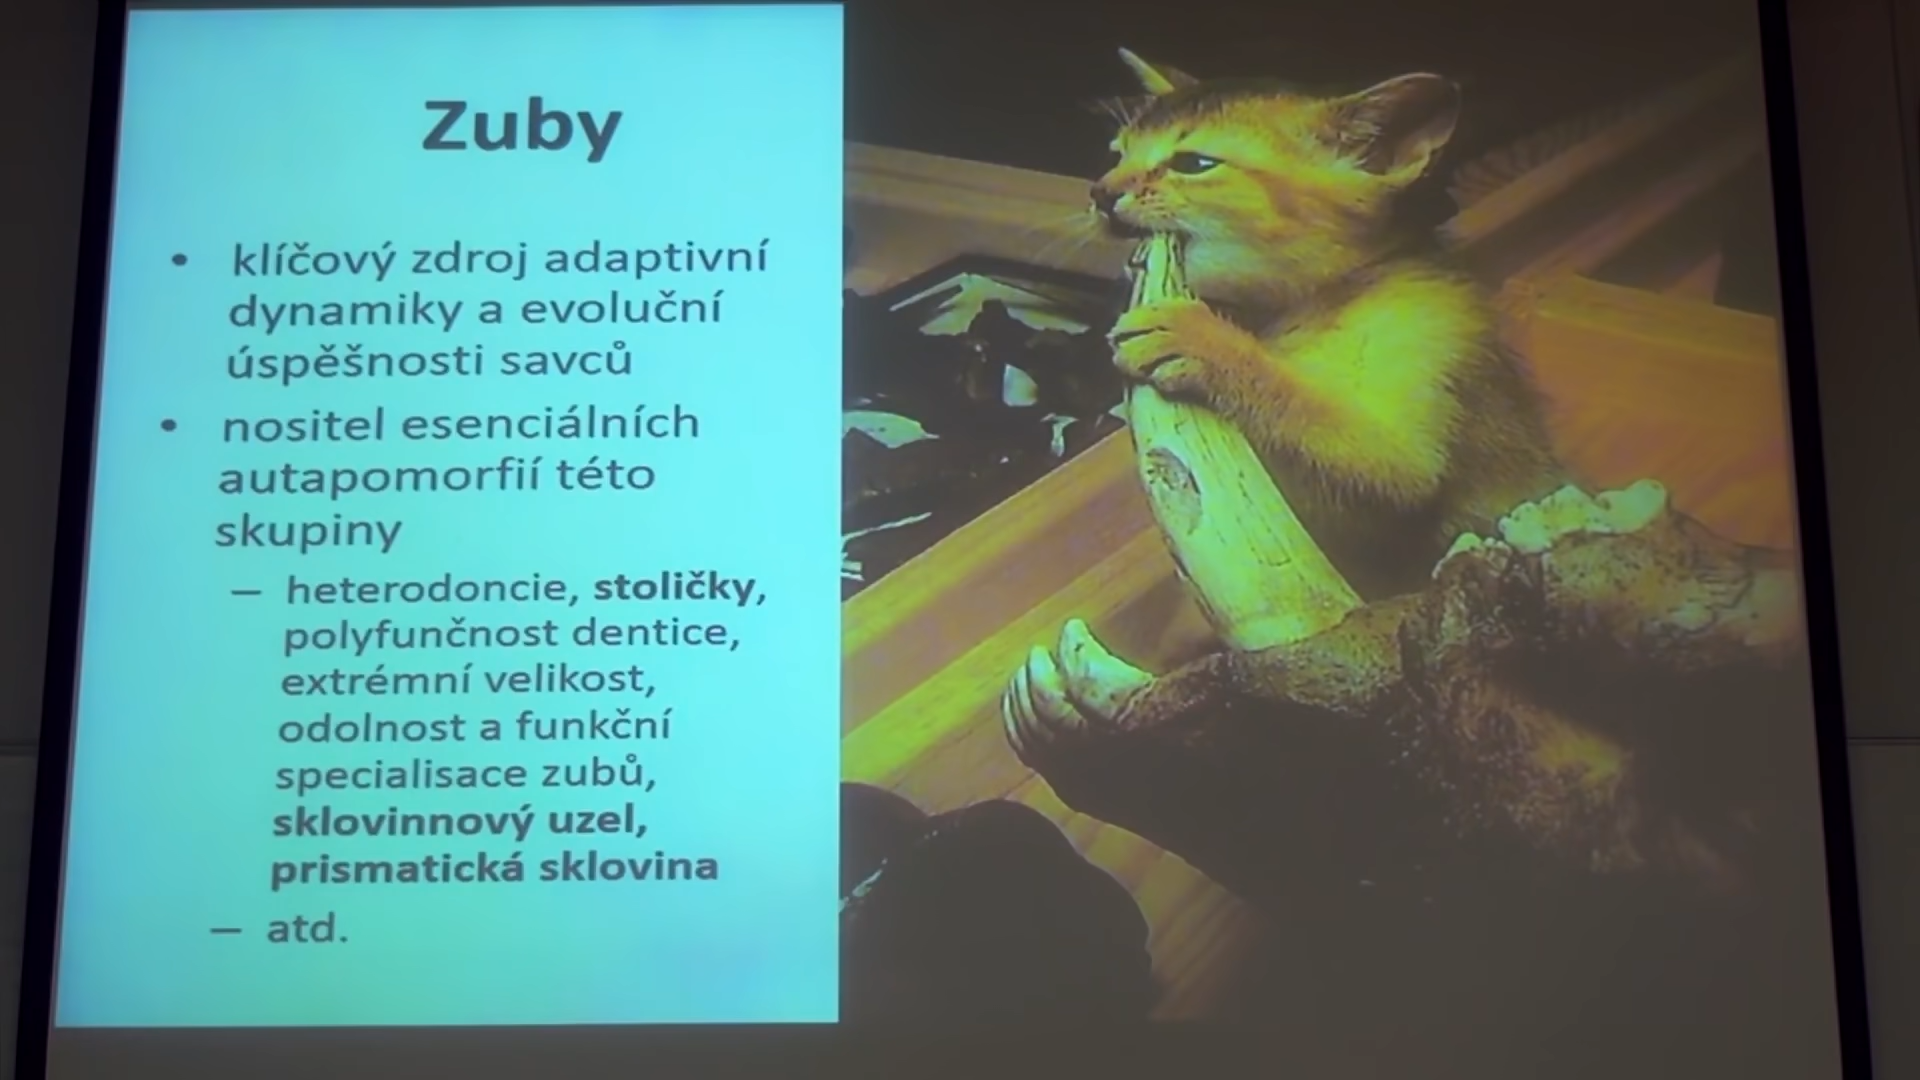 Zuby
• klíčový zdroj adaptivní
dynamiky a evoluční
úspěšnosti savců
• nositel esenciálních
autapomorfií této
skupiny
– heterodoncie, stoličky,
polyfunčnost dentice,
extrémní velikost,
odolnost a funkční
specialisace zubů,
sklovinnový uzel,
prismatická sklovina
– atd.